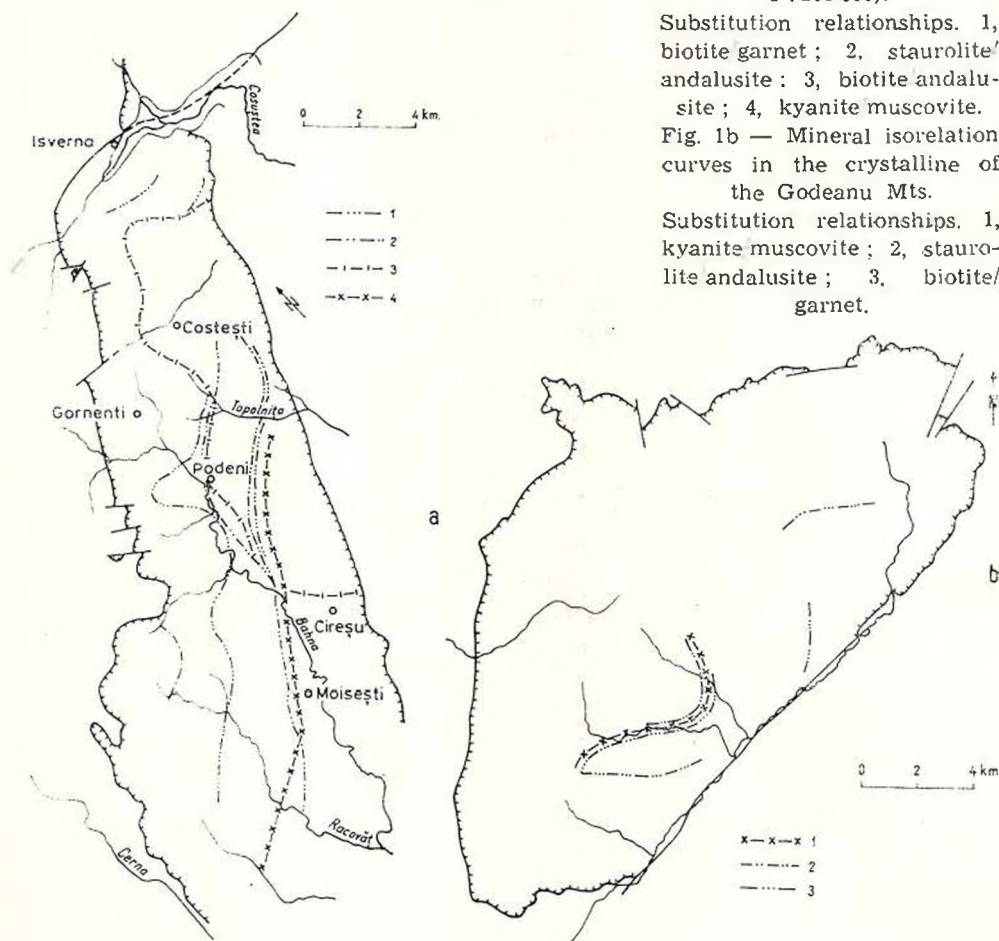 Substitution relationships. 1,
biotite garnet ; 2, staurolite
andalusite : 3, biotite andalu-
site ; 4, kyanite muscovite.
Fig. 1b — Mineral isorelation
curves in the crystalline of
the Godeanu Mts.
Substitution relationships. 1,
kyanite muscovite ; 2, stauro-
lite andalusite ; 3, biotite/
garnet.
Isverna
Cosustea
0 2 4 km.
1
2
3
4
N
Costești
Gornenti
Topolnița
Podeni
a
Cireșu
Bahna
Moisești
Racovăț
Cerna
N
b
0 2 4 km
1
2
3